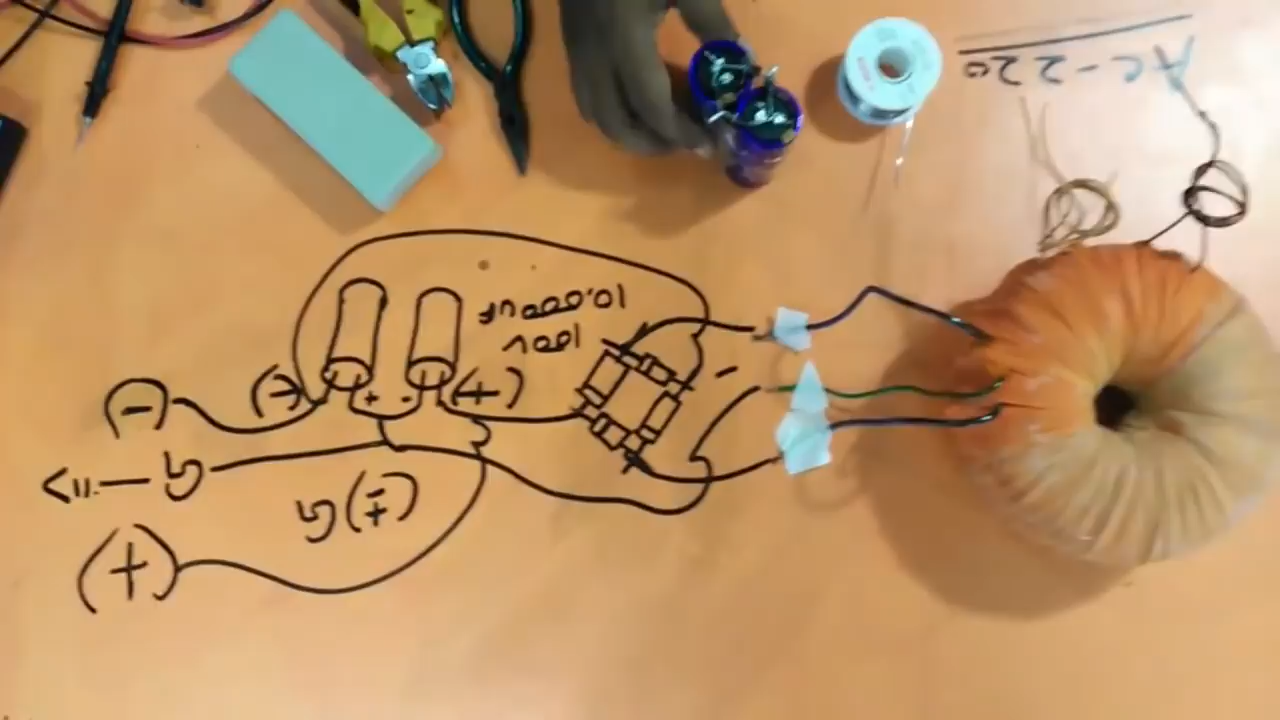 (+)
G(±)
G
(-)
(+)
- +
(-)
-
100v
10,000uF
AC-220